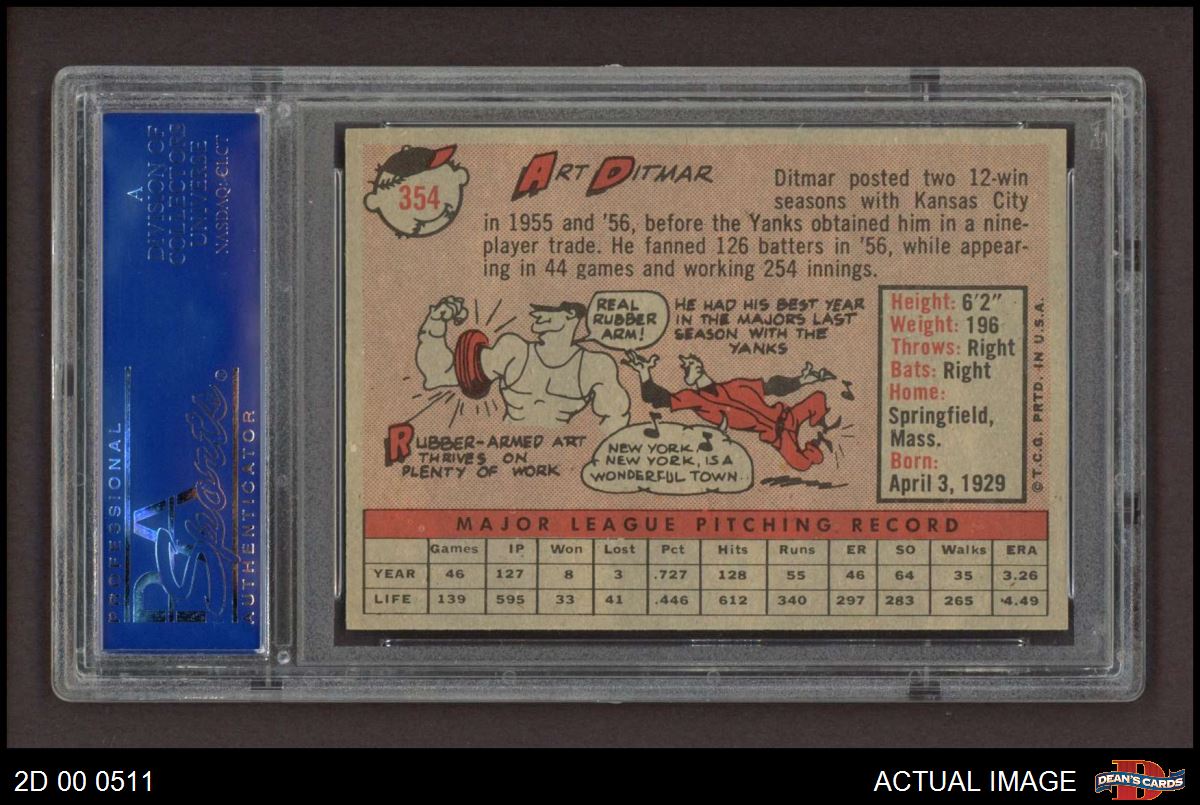 A
DIVISION OF
COLLECTORS
UNIVERSE
NASDAQ: CLCT
PROFESSIONAL
PSA
Sports®
AUTHENTICATOR
354
ART DITMAR
Ditmar posted two 12-win
seasons with Kansas City
in 1955 and '56, before the Yanks obtained him in a nine-
player trade. He fanned 126 batters in '56, while appear-
ing in 44 games and working 254 innings.
REAL
RUBBER
ARM!
HE HAD HIS BEST YEAR
IN THE MAJORS LAST
SEASON WITH THE
YANKS
RUBBER-ARMED ART
THRIVES ON
PLENTY OF WORK
NEW YORK
NEW YORK, IS A
WONDERFUL TOWN
Height: 6'2"
Weight: 196
Throws: Right
Bats: Right
Home:
Springfield,
Mass.
Born:
April 3, 1929
© T.C.G. PRTD. IN U.S.A.
MAJOR LEAGUE PITCHING RECORD
Games IP Won Lost Pct Hits Runs ER SO Walks ERA
YEAR 46 127 8 3 .727 128 55 46 64 35 3.26
LIFE 139 595 33 41 .446 612 340 297 283 265 4.49
2D 00 0511
ACTUAL IMAGE
DEAN'S CARDS